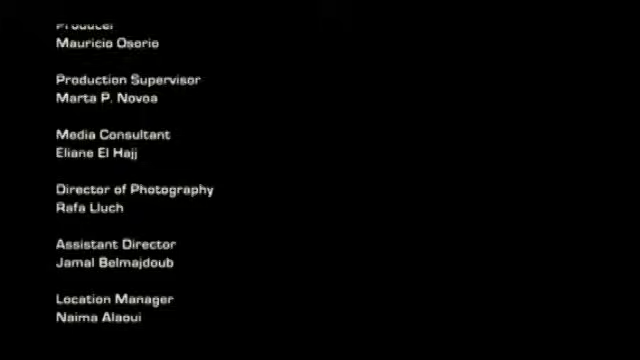 Producer
Mauricio Osorio
Production Supervisor
Marta P. Novoa
Media Consultant
Eliane El Hajj
Director of Photography
Rafa Lluch
Assistant Director
Jamal Belmajdoub
Location Manager
Naima Alaoui